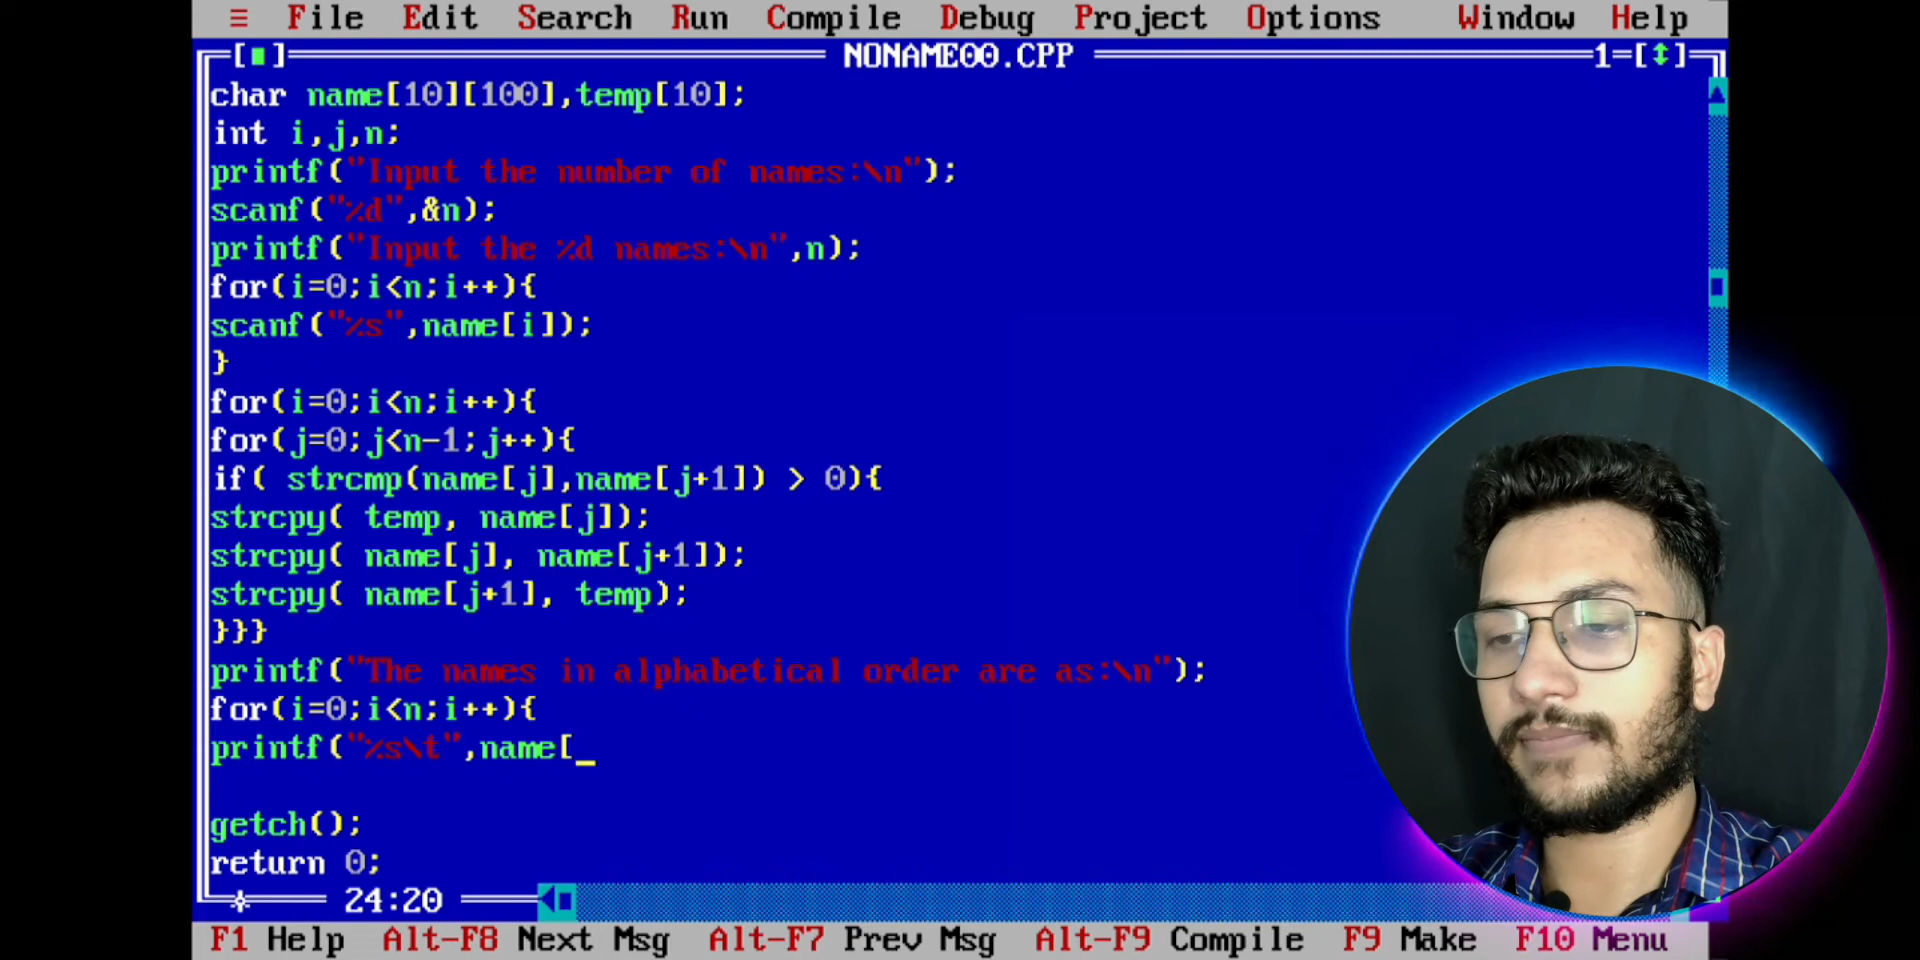 ≡ File Edit Search Run Compile Debug Project Options Window Help
[■] NONAME00.CPP 1=[↕]
char name[10][100],temp[10];
int i,j,n;
printf("Input the number of names:\n");
scanf("%d",&n);
printf("Input the %d names:\n",n);
for(i=0;i<n;i++){
scanf("%s",name[i]);
}
for(i=0;i<n;i++){
for(j=0;j<n-1;j++){
if( strcmp(name[j],name[j+1]) > 0){
strcpy( temp, name[j]);
strcpy( name[j], name[j+1]);
strcpy( name[j+1], temp);
}}}
printf("The names in alphabetical order are as:\n");
for(i=0;i<n;i++){
printf("%s\t",name[_
getch();
return 0;
24:20
F1 Help Alt-F8 Next Msg Alt-F7 Prev Msg Alt-F9 Compile F9 Make F10 Menu